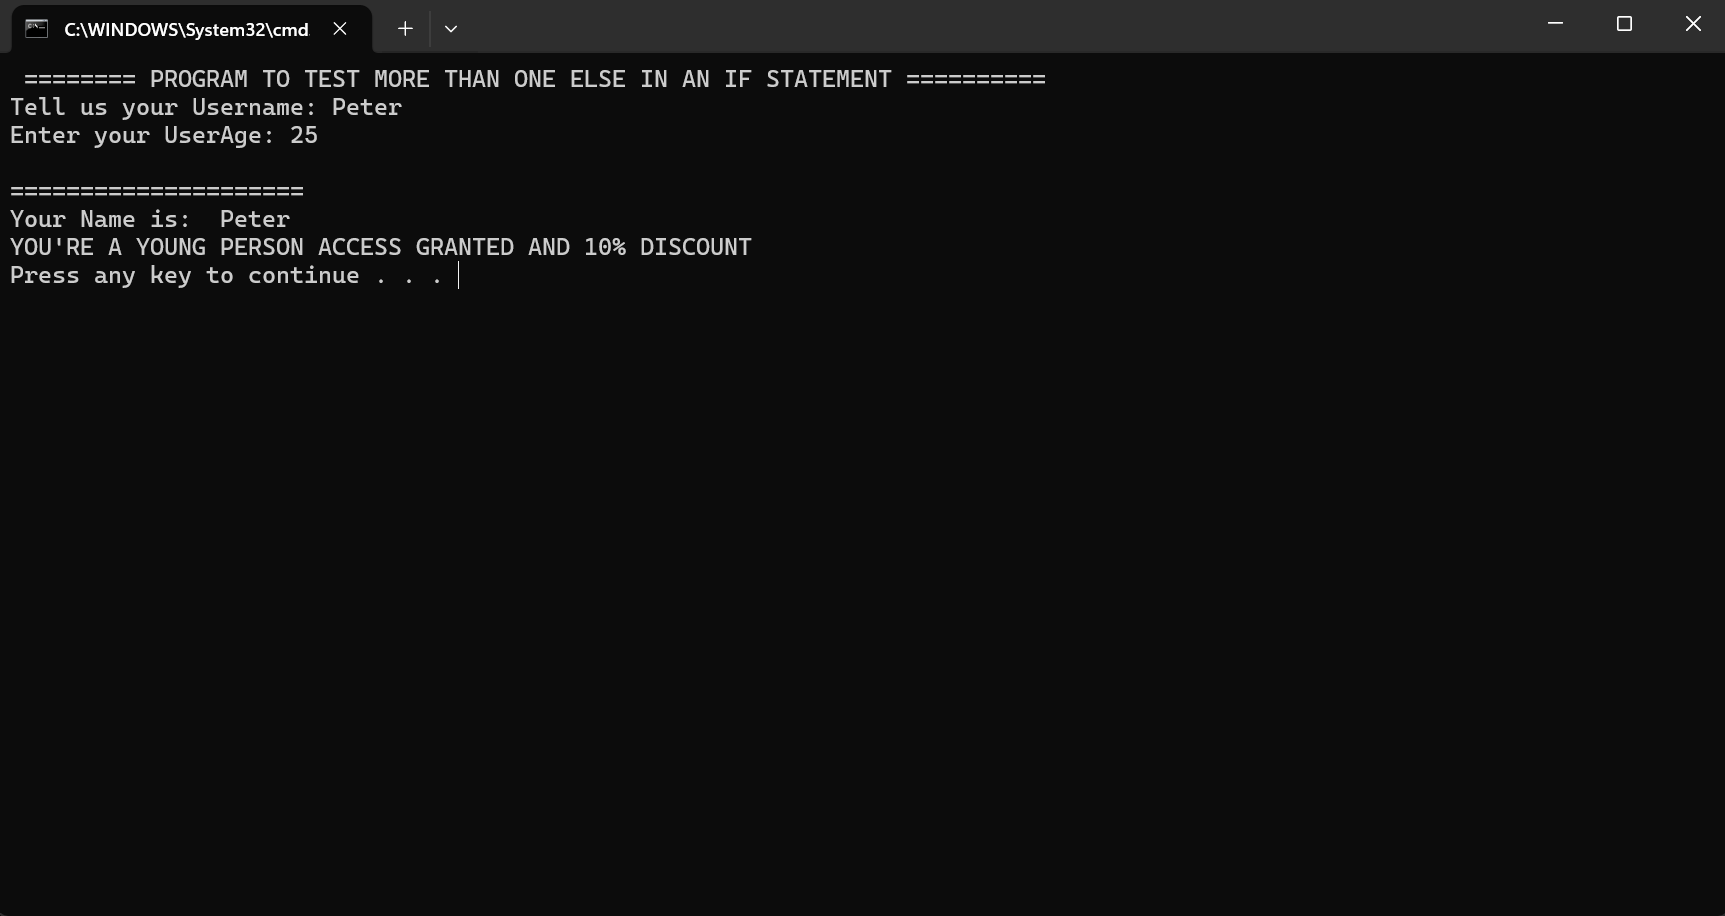 C:\WINDOWS\System32\cmd.
======== PROGRAM TO TEST MORE THAN ONE ELSE IN AN IF STATEMENT ==========
Tell us your Username: Peter
Enter your UserAge: 25
=====================
Your Name is:  Peter
YOU'RE A YOUNG PERSON ACCESS GRANTED AND 10% DISCOUNT
Press any key to continue . . .